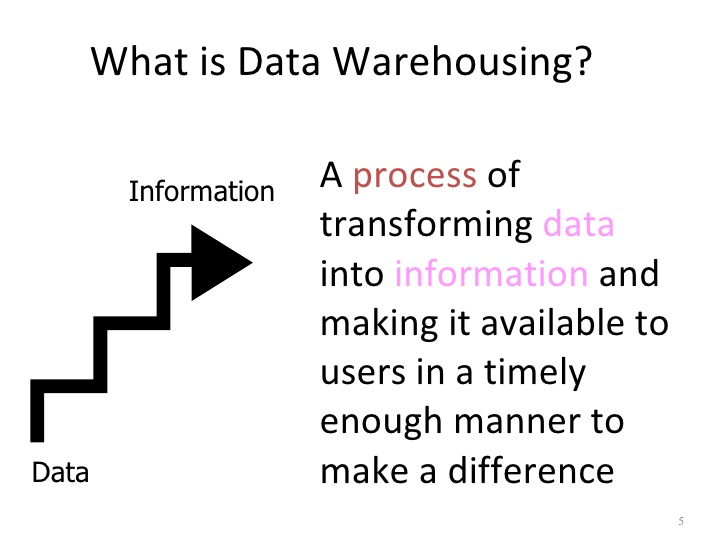 What is Data Warehousing?
Information
A process of
transforming data
into information and
making it available to
users in a timely
enough manner to
make a difference
Data
5